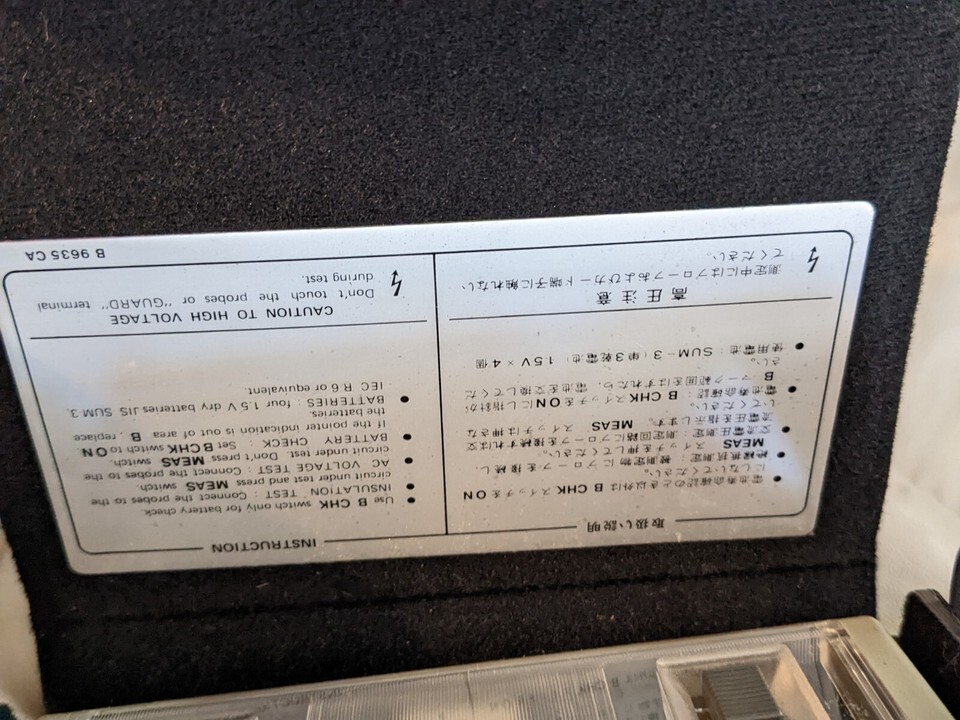 取扱い説明
● 電池寿命確認のとき以外は B CHK スイッチを ON
にしないでください。
● 絶縁抵抗測定：被測定物にプローブを接続し
MEAS スイッチを押してください。
● 交流電圧測定：測定回路にプローブを接続すれば交
流電圧を指示します。 MEAS スイッチは押さな
いでください。
● 電池寿命確認：B CHK スイッチを ON にし指針が
B マーク範囲をはずれたら、電池を交換してくだ
さい。
● 使用電池：SUM-3（単3乾電池）1.5V×4個
高圧注意
測定中にはプローブおよびガード端子に触れない
でください。
INSTRUCTION
● Use B CHK switch only for battery check.
● INSULATION TEST : Connect the probes to the
circuit under test and press MEAS switch.
● AC VOLTAGE TEST : Connect the probes to the
circuit under test. Don't press MEAS switch.
● BATTERY CHECK : Set B CHK switch to ON
If the pointer indication is out of area B , replace
the batteries.
● BATTERIES : four 1.5 V dry batteries JIS SUM 3.
IEC R 6 or equivalent.
CAUTION TO HIGH VOLTAGE
Don't touch the probes or "GUARD" terminal
during test.
B 9635 CA